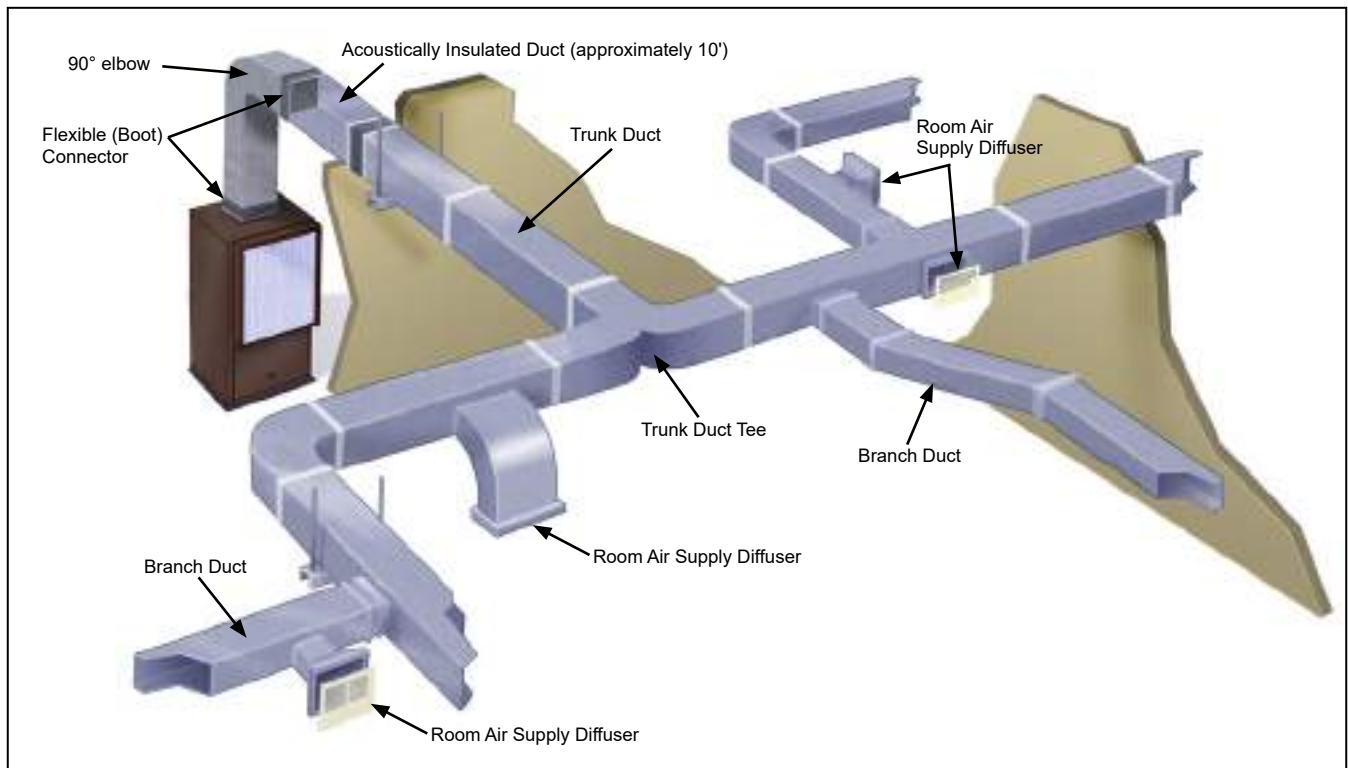 Acoustically Insulated Duct (approximately 10')
90° elbow
Flexible (Boot)
Connector
Trunk Duct
Room Air
Supply Diffuser
Trunk Duct Tee
Branch Duct
Room Air Supply Diffuser
Branch Duct
Room Air Supply Diffuser